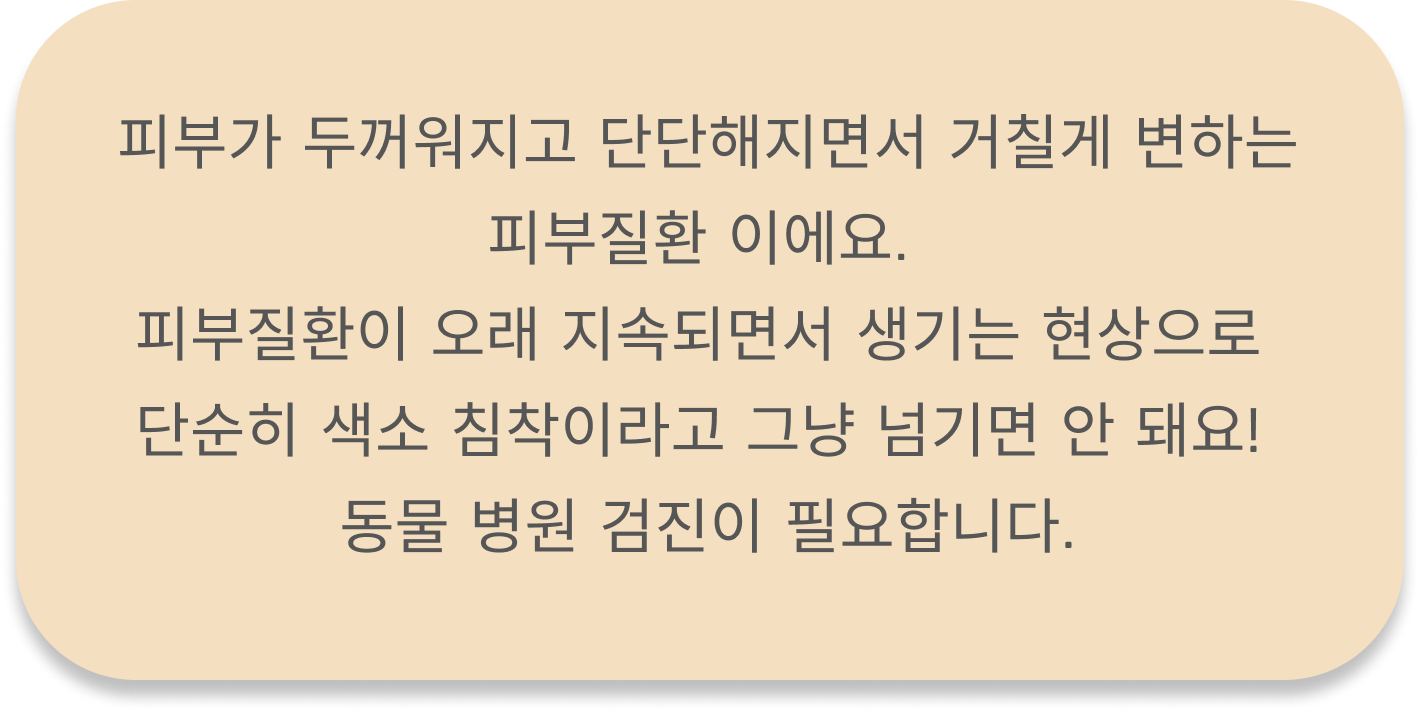 피부가 두꺼워지고 단단해지면서 거칠게 변하는
피부질환 이에요.
피부질환이 오래 지속되면서 생기는 현상으로
단순히 색소 침착이라고 그냥 넘기면 안 돼요!
동물 병원 검진이 필요합니다.